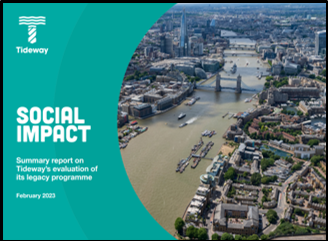 Tideway
SOCIAL
IMPACT
Summary report on
Tideway's evaluation of
its legacy programme
February 2023